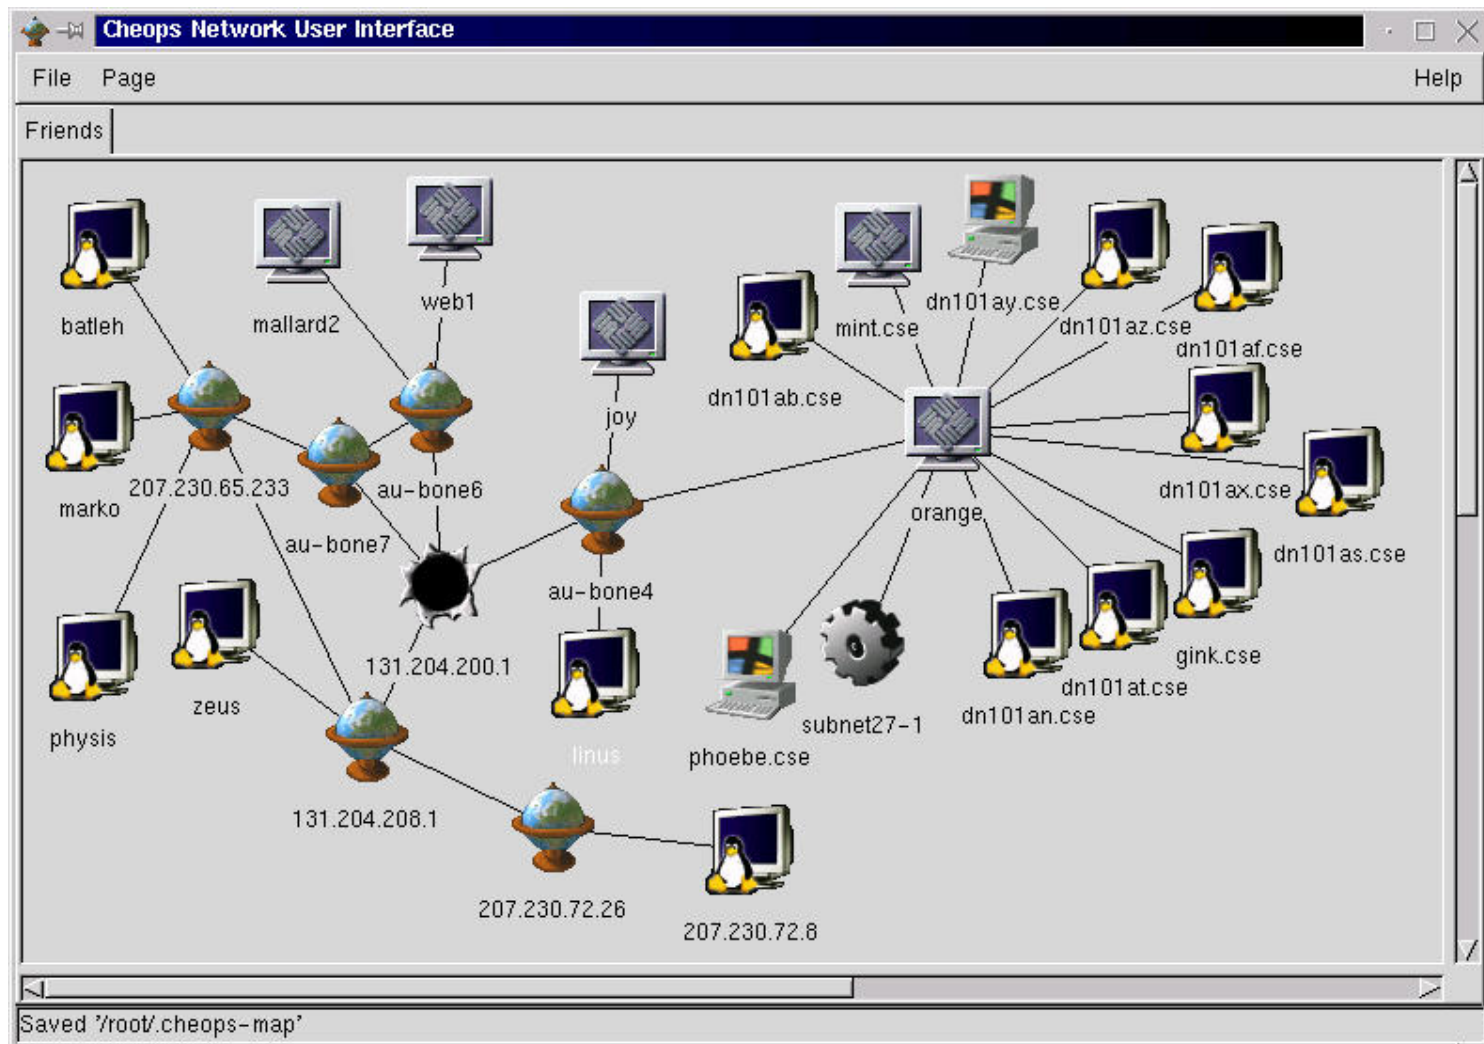 Cheops Network User Interface
File Page Help
Friends
batleh
mallard2
web1
joy
dn101ab.cse
mint.cse
dn101ay.cse
dn101az.cse
dn101af.cse
marko
207.230.65.233
au-bone7
au-bone6
orange
dn101ax.cse
dn101as.cse
physis
zeus
131.204.200.1
au-bone4
linus
phoebe.cse
subnet27-1
dn101an.cse
dn101at.cse
gink.cse
131.204.208.1
207.230.72.26
207.230.72.8
Saved '/root/.cheops-map'